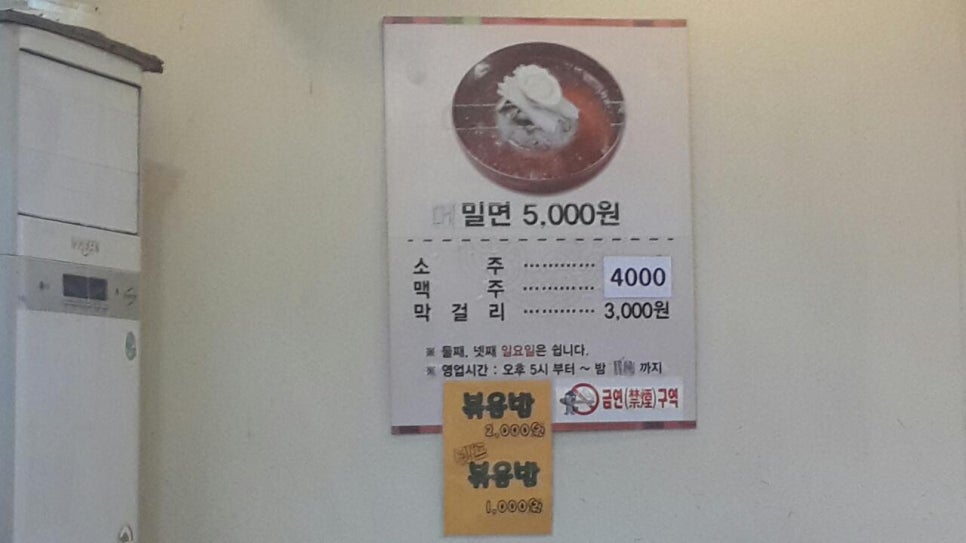 밀면 5,000원
소 주 ............ 4000
맥 주 ............
막 걸 리 ............ 3,000원
※ 둘째, 넷째 일요일은 쉽니다.
※ 영업시간 : 오후 5시 부터 ~ 밤 까지
금연(禁煙)구역
볶음밥
2,000원
볶음밥
1,000원